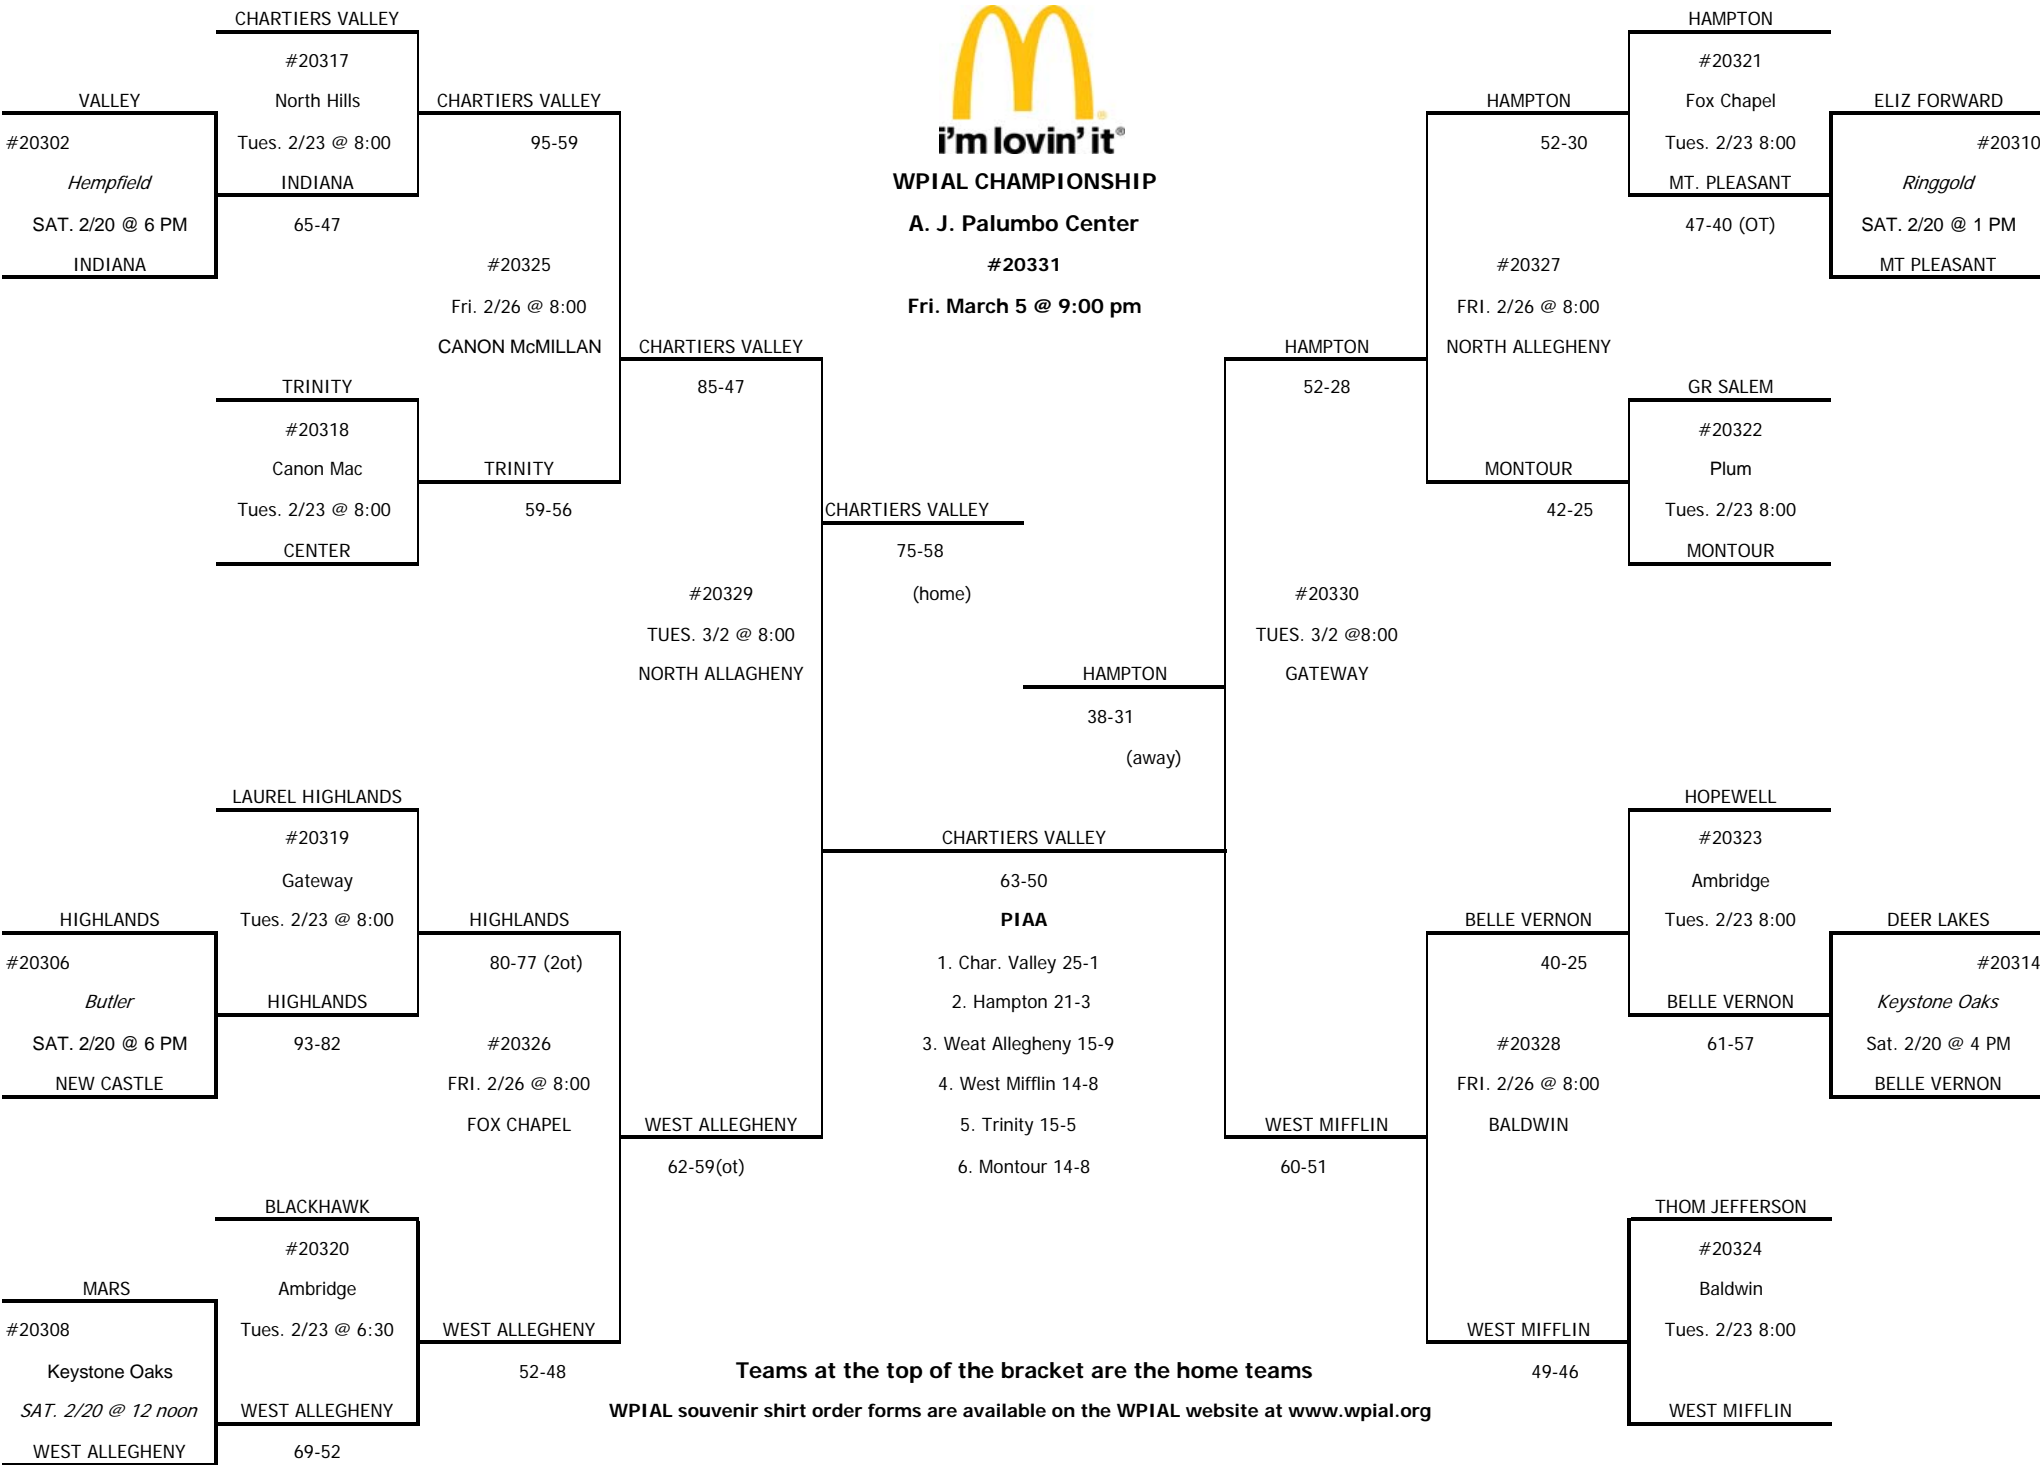 CHARTIERS VALLEY
#20317
VALLEY
North Hills
CHARTIERS VALLEY
#20302
Tues. 2/23 @ 8:00
95-59
Hempfield
INDIANA
SAT. 2/20 @ 6 PM
65-47
INDIANA
#20325
Fri. 2/26 @ 8:00
CANON McMILLAN
CHARTIERS VALLEY
TRINITY
85-47
#20318
Canon Mac
TRINITY
Tues. 2/23 @ 8:00
59-56
CHARTIERS VALLEY
CENTER
75-58
#20329
(home)
TUES. 3/2 @ 8:00
NORTH ALLAGHENY
LAUREL HIGHLANDS
#20319
Gateway
HIGHLANDS
Tues. 2/23 @ 8:00
HIGHLANDS
#20306
80-77 (2ot)
Butler
HIGHLANDS
SAT. 2/20 @ 6 PM
93-82
#20326
NEW CASTLE
FRI. 2/26 @ 8:00
FOX CHAPEL
WEST ALLEGHENY
62-59(ot)
BLACKHAWK
#20320
MARS
Ambridge
#20308
Tues. 2/23 @ 6:30
WEST ALLEGHENY
Keystone Oaks
52-48
SAT. 2/20 @ 12 noon
WEST ALLEGHENY
WEST ALLEGHENY
69-52
i'm lovin' it®
WPIAL CHAMPIONSHIP
A. J. Palumbo Center
#20331
Fri. March 5 @ 9:00 pm
CHARTIERS VALLEY
63-50
PIAA
1. Char. Valley 25-1
2. Hampton 21-3
3. Weat Allegheny 15-9
4. West Mifflin 14-8
5. Trinity 15-5
6. Montour 14-8
HAMPTON
#20321
HAMPTON
Fox Chapel
ELIZ FORWARD
52-30
Tues. 2/23 8:00
#20310
MT. PLEASANT
Ringgold
47-40 (OT)
SAT. 2/20 @ 1 PM
#20327
MT PLEASANT
FRI. 2/26 @ 8:00
HAMPTON
NORTH ALLEGHENY
52-28
GR SALEM
#20322
MONTOUR
Plum
42-25
Tues. 2/23 8:00
MONTOUR
#20330
TUES. 3/2 @8:00
HAMPTON
GATEWAY
38-31
(away)
HOPEWELL
#20323
Ambridge
BELLE VERNON
Tues. 2/23 8:00
DEER LAKES
40-25
#20314
BELLE VERNON
Keystone Oaks
#20328
61-57
Sat. 2/20 @ 4 PM
FRI. 2/26 @ 8:00
BELLE VERNON
WEST MIFFLIN
BALDWIN
60-51
THOM JEFFERSON
#20324
Baldwin
WEST MIFFLIN
Tues. 2/23 8:00
49-46
WEST MIFFLIN
Teams at the top of the bracket are the home teams
WPIAL souvenir shirt order forms are available on the WPIAL website at www.wpial.org